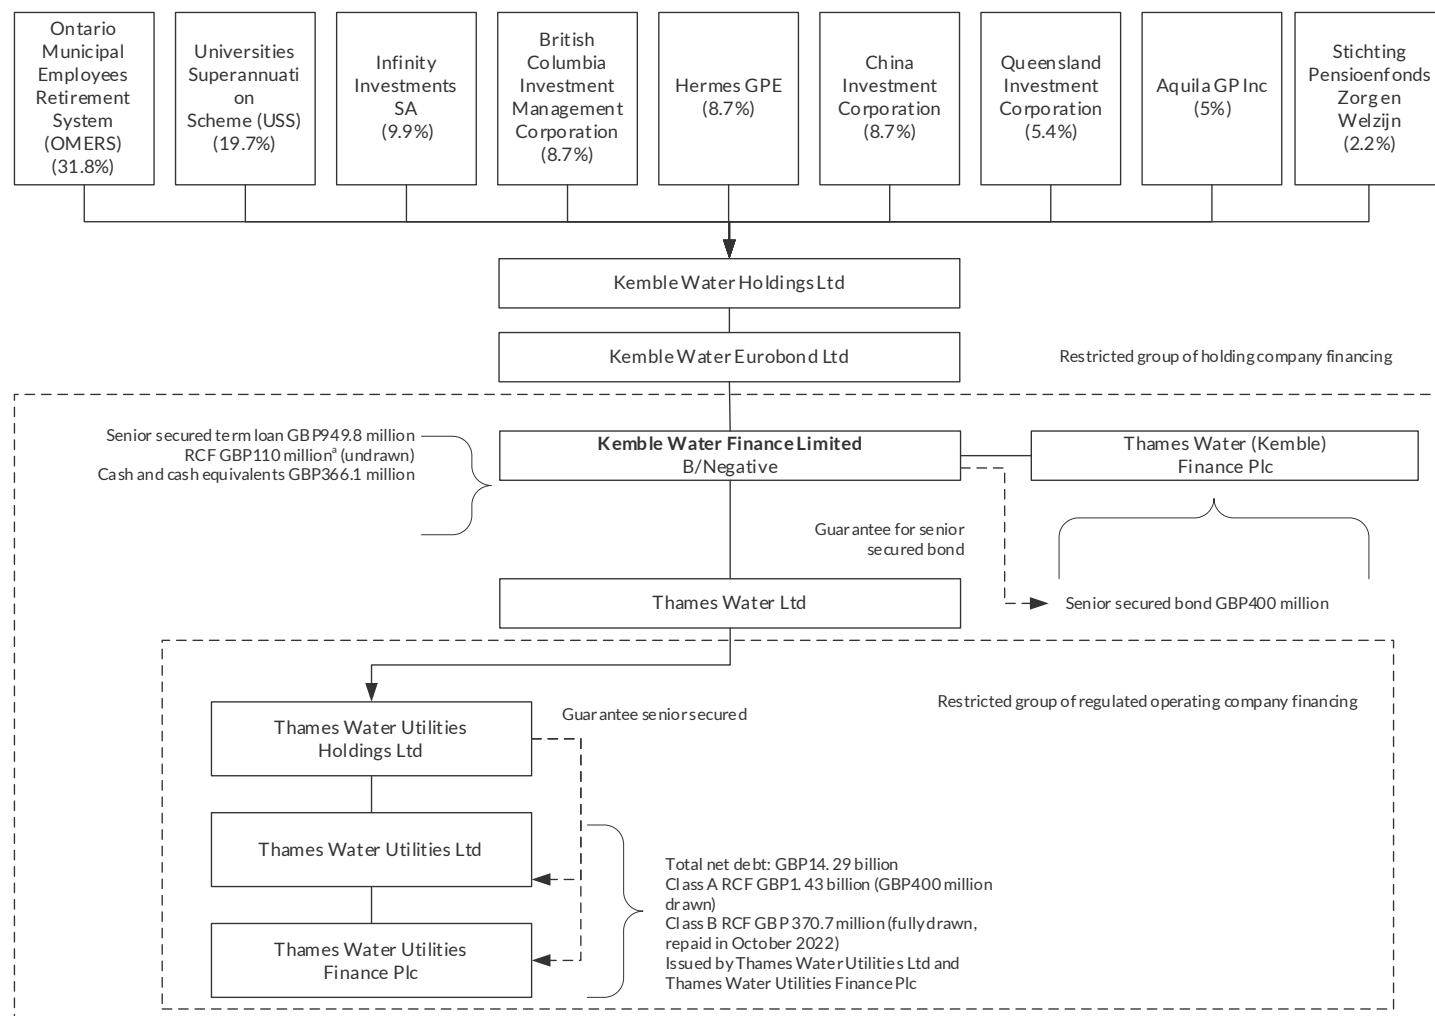 Ontario
Municipal
Employees
Retirement
System
(OMERS)
(31.8%)
Universities
Superannuati
on
Scheme (USS)
(19.7%)
Infinity
Investments
SA
(9.9%)
British
Columbia
Investment
Management
Corporation
(8.7%)
Hermes GPE
(8.7%)
China
Investment
Corporation
(8.7%)
Queensland
Investment
Corporation
(5.4%)
Aquila GP Inc
(5%)
Stichting
Pensioenfonds
Zorg en
Welzijn
(2.2%)
Kemble Water Holdings Ltd
Kemble Water Eurobond Ltd
Restricted group of holding company financing
Senior secured term loan GBP949.8 million
RCF GBP110 millionᵃ (undrawn)
Cash and cash equivalents GBP366.1 million
Kemble Water Finance Limited
B/Negative
Thames Water (Kemble)
Finance Plc
Guarantee for senior
secured bond
Senior secured bond GBP400 million
Thames Water Ltd
Restricted group of regulated operating company financing
Thames Water Utilities
Holdings Ltd
Guarantee senior secured
Thames Water Utilities Ltd
Thames Water Utilities
Finance Plc
Total net debt: GBP14. 29 billion
Class A RCF GBP1. 43 billion (GBP400 million
drawn)
Class B RCF GBP 370.7 million (fully drawn,
repaid in October 2022)
Issued by Thames Water Utilities Ltd and
Thames Water Utilities Finance Plc